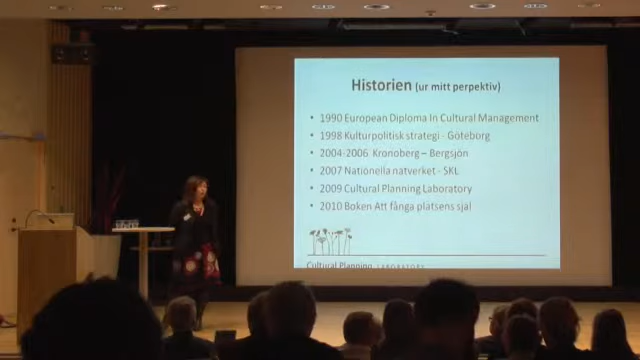 Historien (ur mitt perpektiv)
• 1990 European Diploma In Cultural Management
• 1998 Kulturpolitisk strategi - Göteborg
• 2004-2006 Kronoberg – Bergsjön
• 2007 Nationella nätverket - SKL
• 2009 Cultural Planning Laboratory
• 2010 Boken Att fånga platsens själ
Cultural Planning LABORATORY